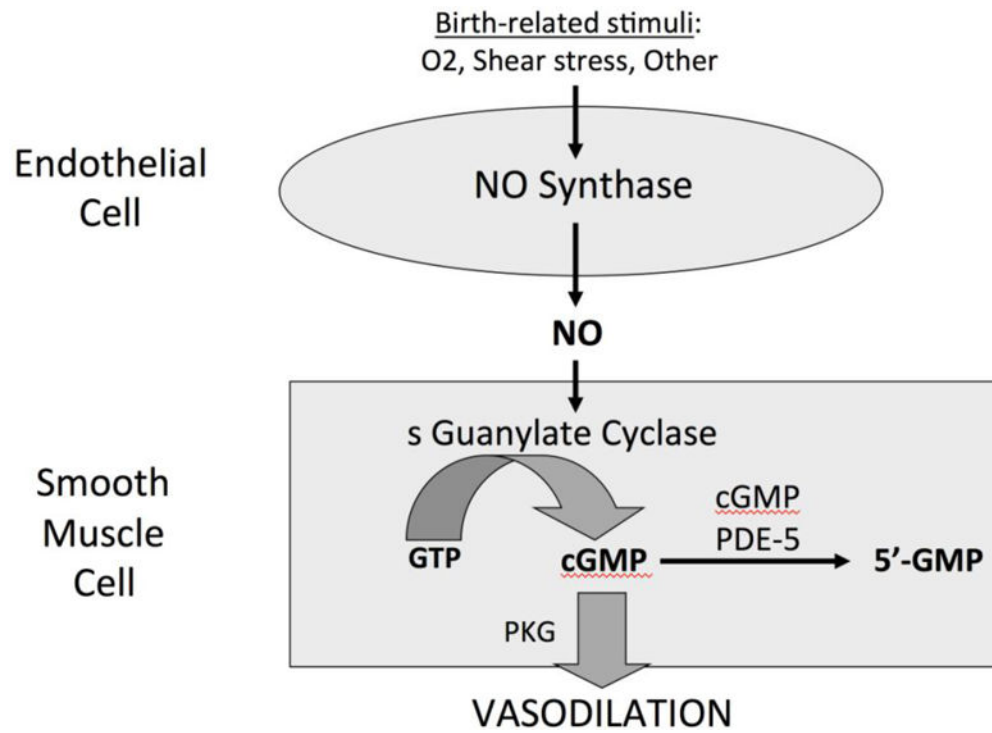 Birth-related stimuli:
O2, Shear stress, Other
Endothelial
Cell
NO Synthase
NO
s Guanylate Cyclase
Smooth
Muscle
Cell
GTP
cGMP
cGMP
PDE-5
5’-GMP
PKG
VASODILATION